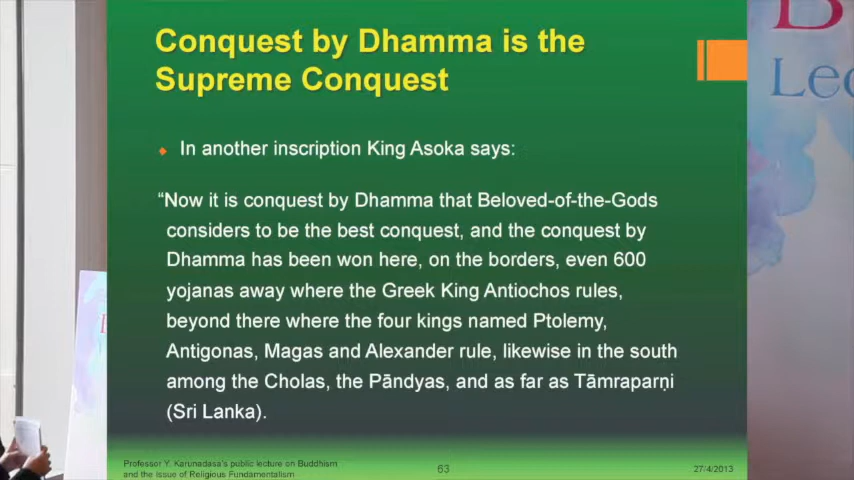 Conquest by Dhamma is the
Supreme Conquest
In another inscription King Asoka says:
“Now it is conquest by Dhamma that Beloved-of-the-Gods
considers to be the best conquest, and the conquest by
Dhamma has been won here, on the borders, even 600
yojanas away where the Greek King Antiochos rules,
beyond there where the four kings named Ptolemy,
Antigonas, Magas and Alexander rule, likewise in the south
among the Cholas, the Pāndyas, and as far as Tāmraparṇi
(Sri Lanka).
Professor Y. Karunadasa's public lecture on Buddhism
and the Issue of Religious Fundamentalism
63
27/4/2013